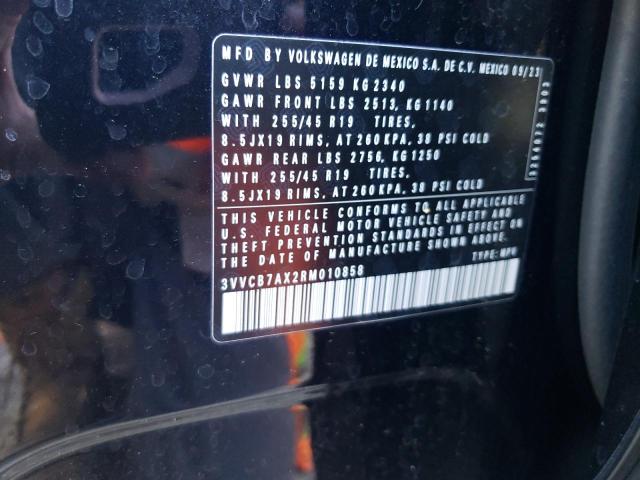 MFD BY VOLKSWAGEN DE MEXICO S.A. DE C.V. MEXICO 05/23
GVWR LBS 5159 KG 2340
GAWR FRONT LBS 2513, KG 1140
WITH 255/45 R19 TIRES,
8.5JX19 RIMS, AT 260 KPA, 38 PSI COLD
GAWR REAR LBS 2756, KG 1250
WITH 255/45 R19 TIRES,
8.5JX19 RIMS, AT 260 KPA, 38 PSI COLD
THIS VEHICLE CONFORMS TO ALL APPLICABLE
U.S. FEDERAL MOTOR VEHICLE SAFETY AND
THEFT PREVENTION STANDARDS IN EFFECT ON
THE DATE OF MANUFACTURE SHOWN ABOVE.
3VVCB7AX2RM010858 TYPE: MPV